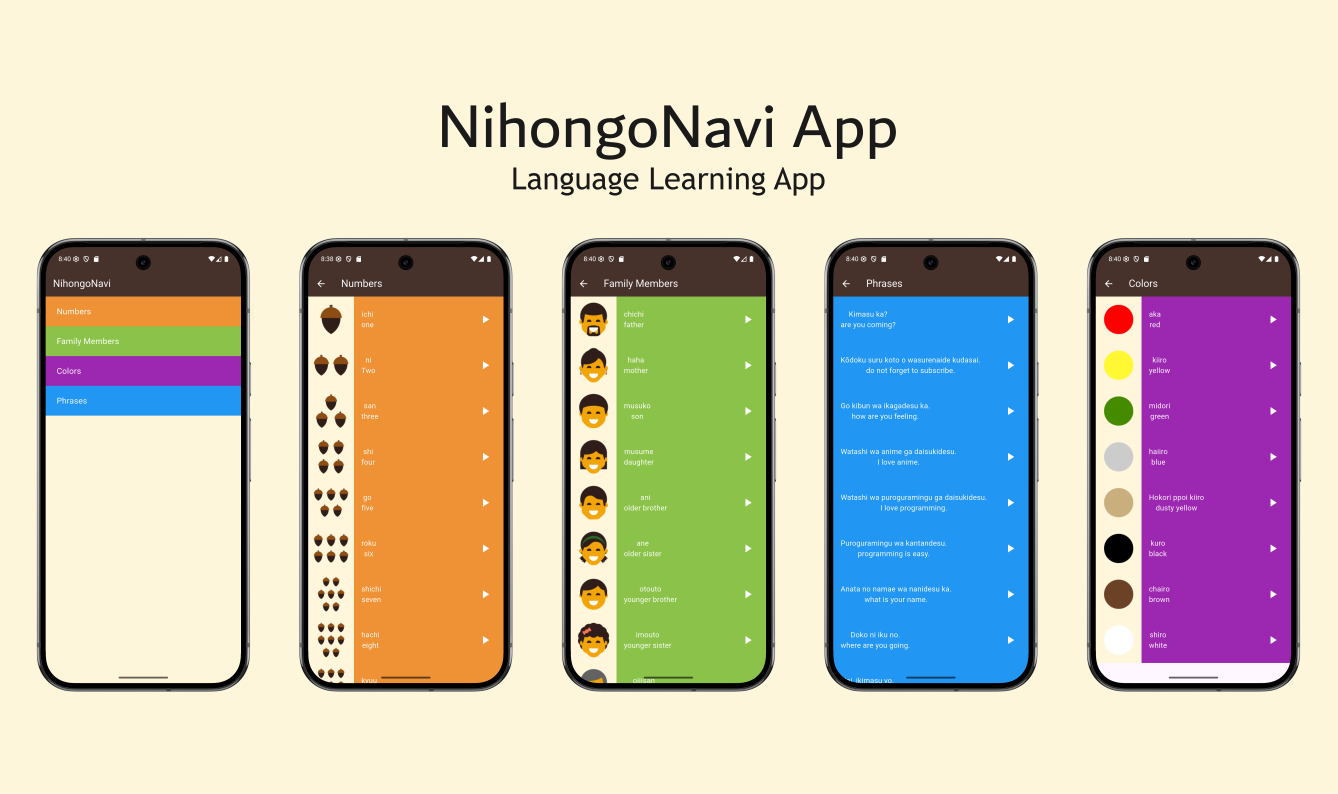 NihongoNavi App
Language Learning App
8:40
NihongoNavi
Numbers
Family Members
Colors
Phrases
8:38
Numbers
ichi
one
ni
Two
san
three
shi
four
go
five
roku
six
shichi
seven
hachi
eight
kyuu
8:40
Family Members
chichi
father
haha
mother
musuko
son
musume
daughter
ani
older brother
ane
older sister
otouto
younger brother
imouto
younger sister
8:40
Phrases
Kimasu ka?
are you coming?
Kōdoku suru koto o wasurenaide kudasai.
do not forget to subscribe.
Go kibun wa ikagadesu ka.
how are you feeling.
Watashi wa anime ga daisukidesu.
I love anime.
Watashi wa puroguramingu ga daisukidesu.
I love programming.
Puroguramingu wa kantandesu.
programming is easy.
Anata no namae wa nanidesu ka.
what is your name.
Doko ni iku no.
where are you going.
ikimasu yo.
8:40
Colors
aka
red
kiiro
yellow
midori
green
haiiro
blue
Hokori ppoi kiiro
dusty yellow
kuro
black
chairo
brown
shiro
white